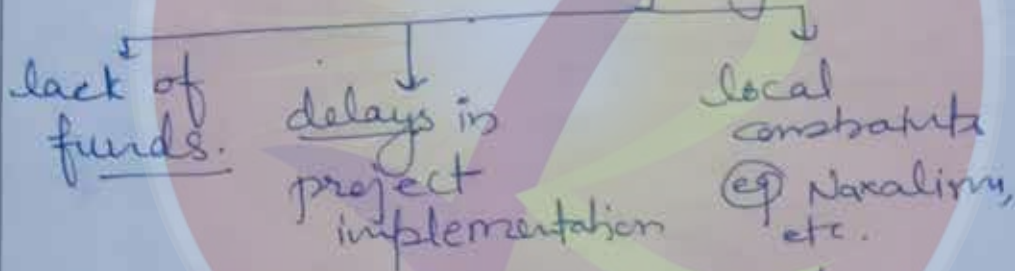 lack of
funds.
delays in
project
implementation
local
constraints
eg Naxalism,
etc.